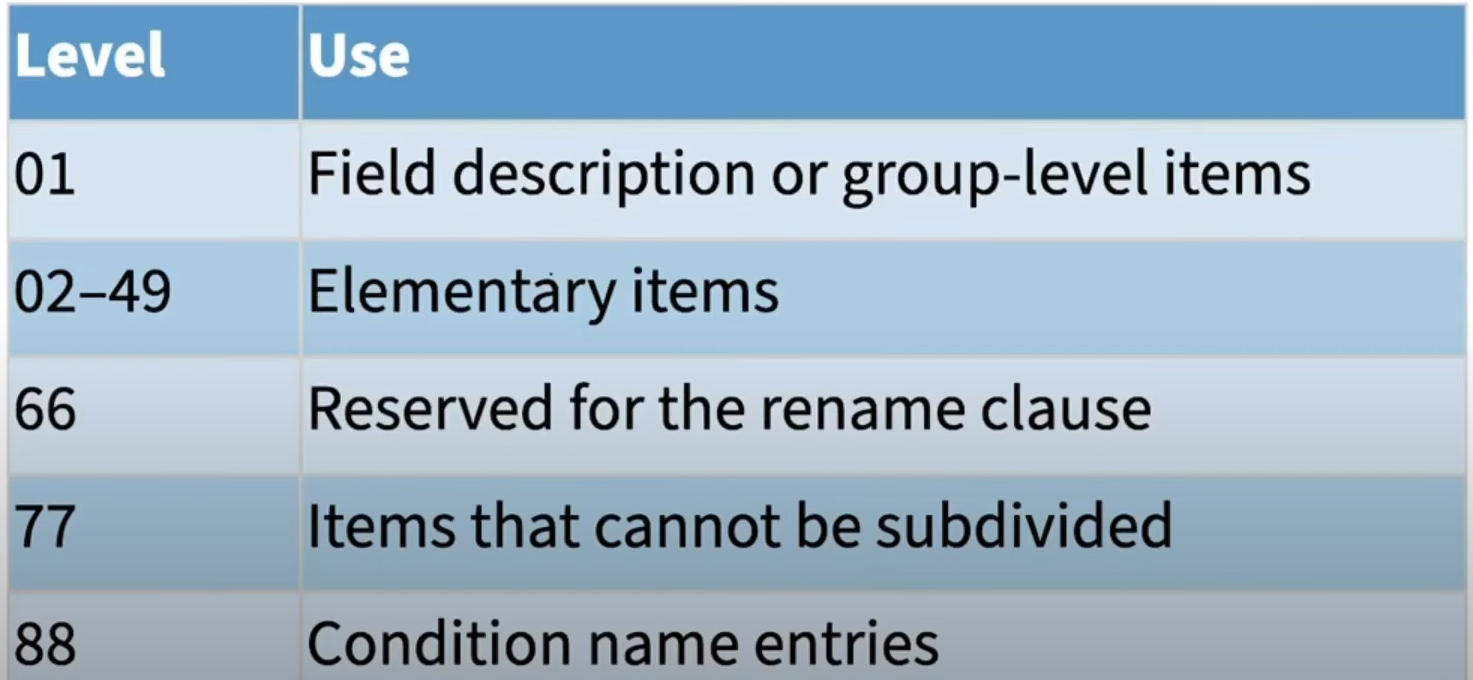 Level Use
01 Field description or group-level items
02–49 Elementary items
66 Reserved for the rename clause
77 Items that cannot be subdivided
88 Condition name entries